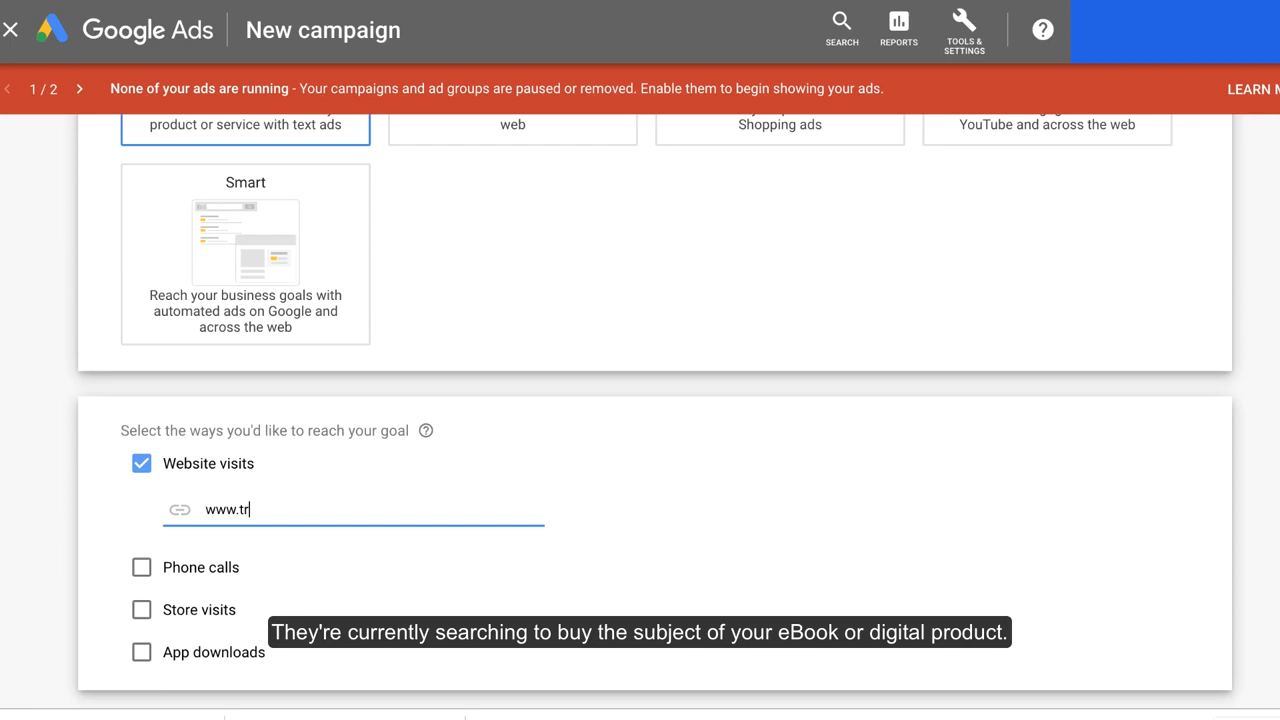 Google Ads
New campaign
SEARCH
REPORTS
TOOLS &
SETTINGS
1 / 2
None of your ads are running - Your campaigns and ad groups are paused or removed. Enable them to begin showing your ads.
LEARN M
product or service with text ads
web
Shopping ads
YouTube and across the web
Smart
Reach your business goals with
automated ads on Google and
across the web
Select the ways you'd like to reach your goal
Website visits
www.tr
Phone calls
Store visits
They're currently searching to buy the subject of your eBook or digital product.
App downloads